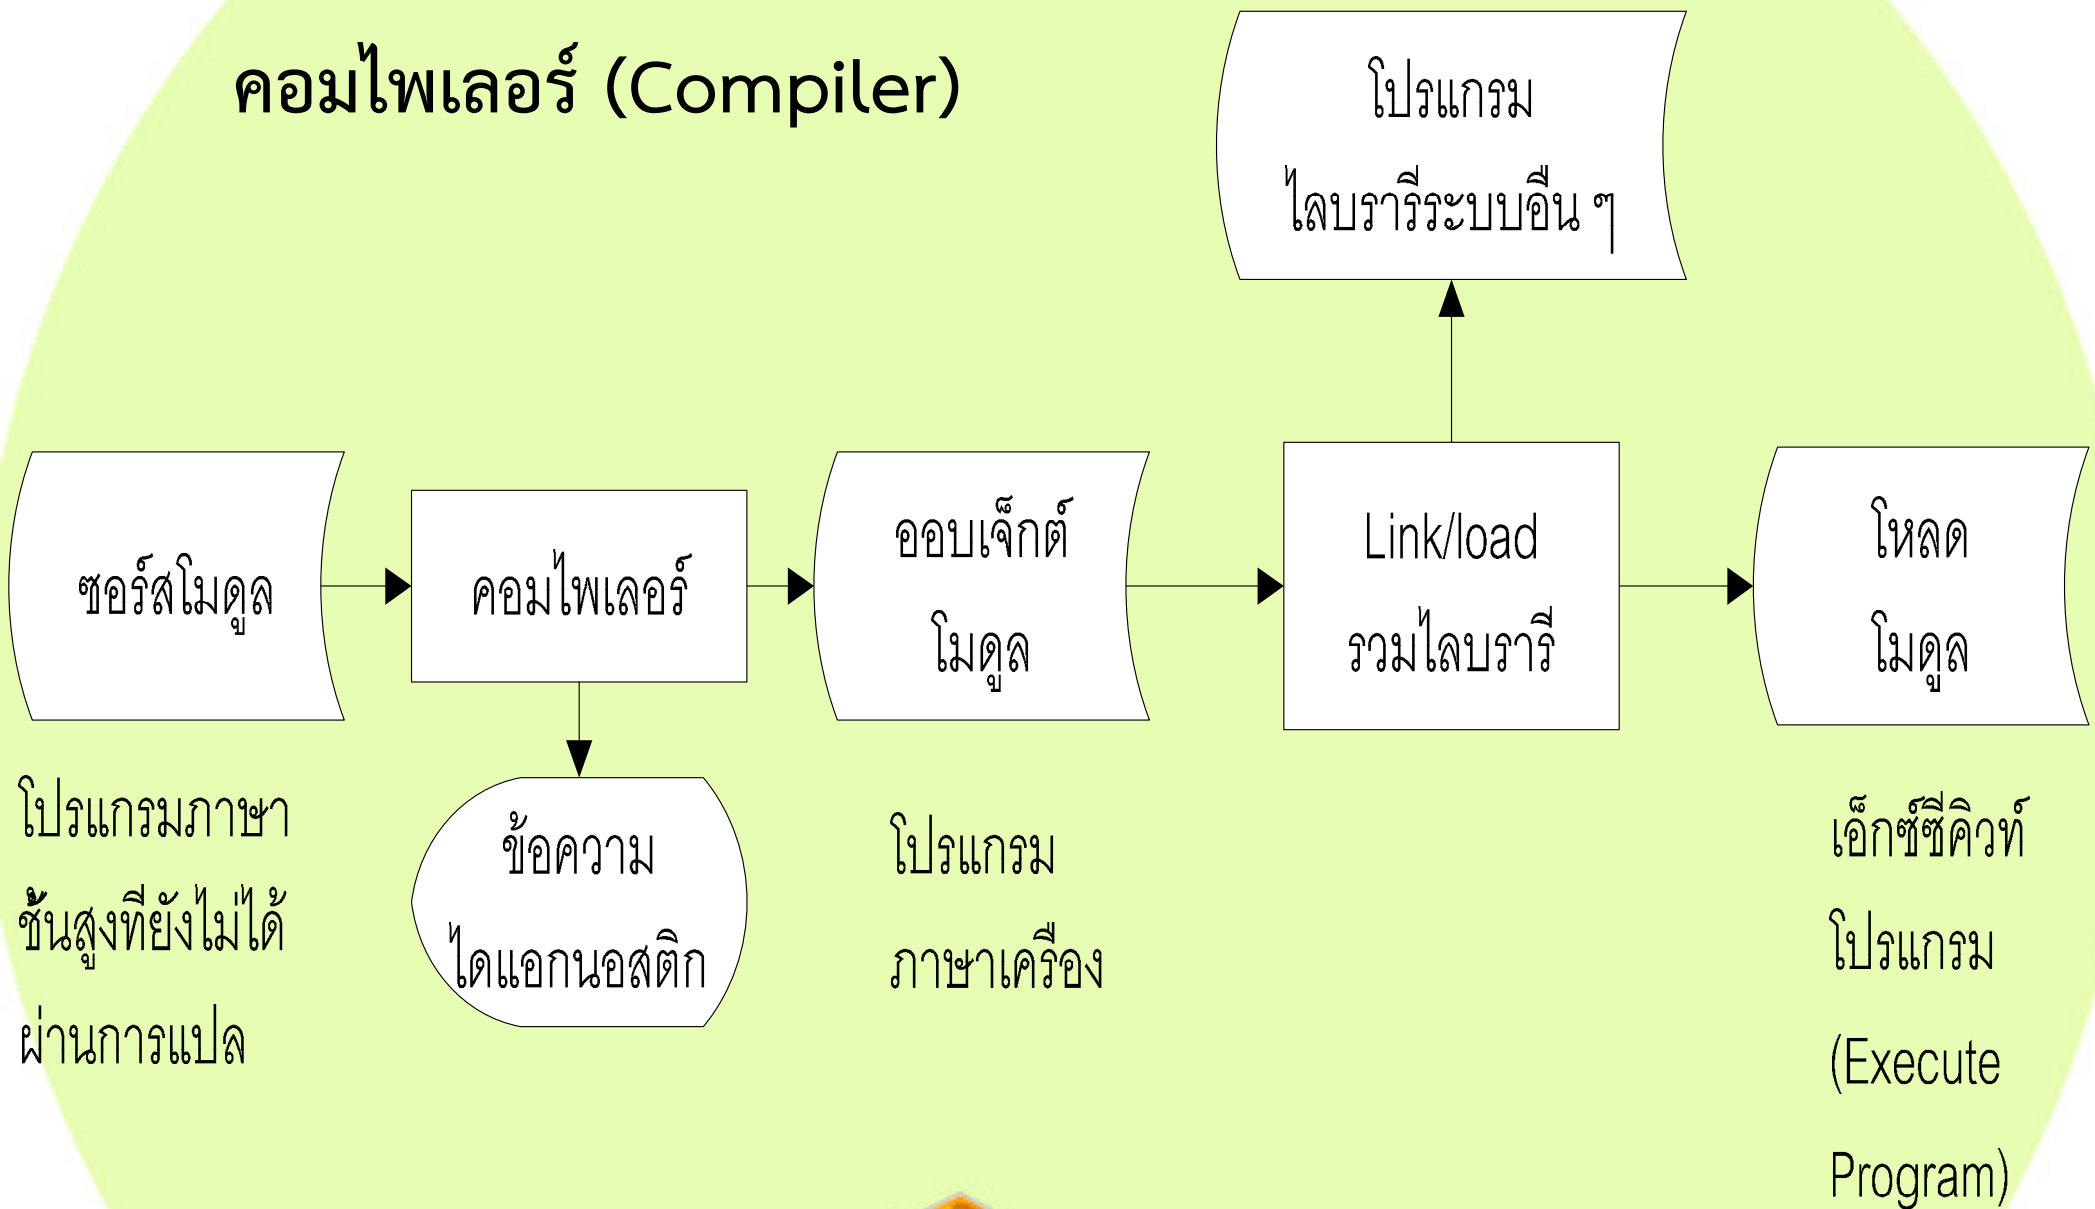 คอมไพเลอร์ (Compiler)
โปรแกรม
ไลบรารีระบบอื่น ๆ
ซอร์สโมดูล
คอมไพเลอร์
ออบเจ็กต์
โมดูล
Link/load
รวมไลบรารี
โหลด
โมดูล
โปรแกรมภาษา
ชั้นสูงที่ยังไม่ได้
ผ่านการแปล
ข้อความ
ไดแอกนอสติก
โปรแกรม
ภาษาเครื่อง
เอ็กซ์ซีคิวท์
โปรแกรม
(Execute
Program)